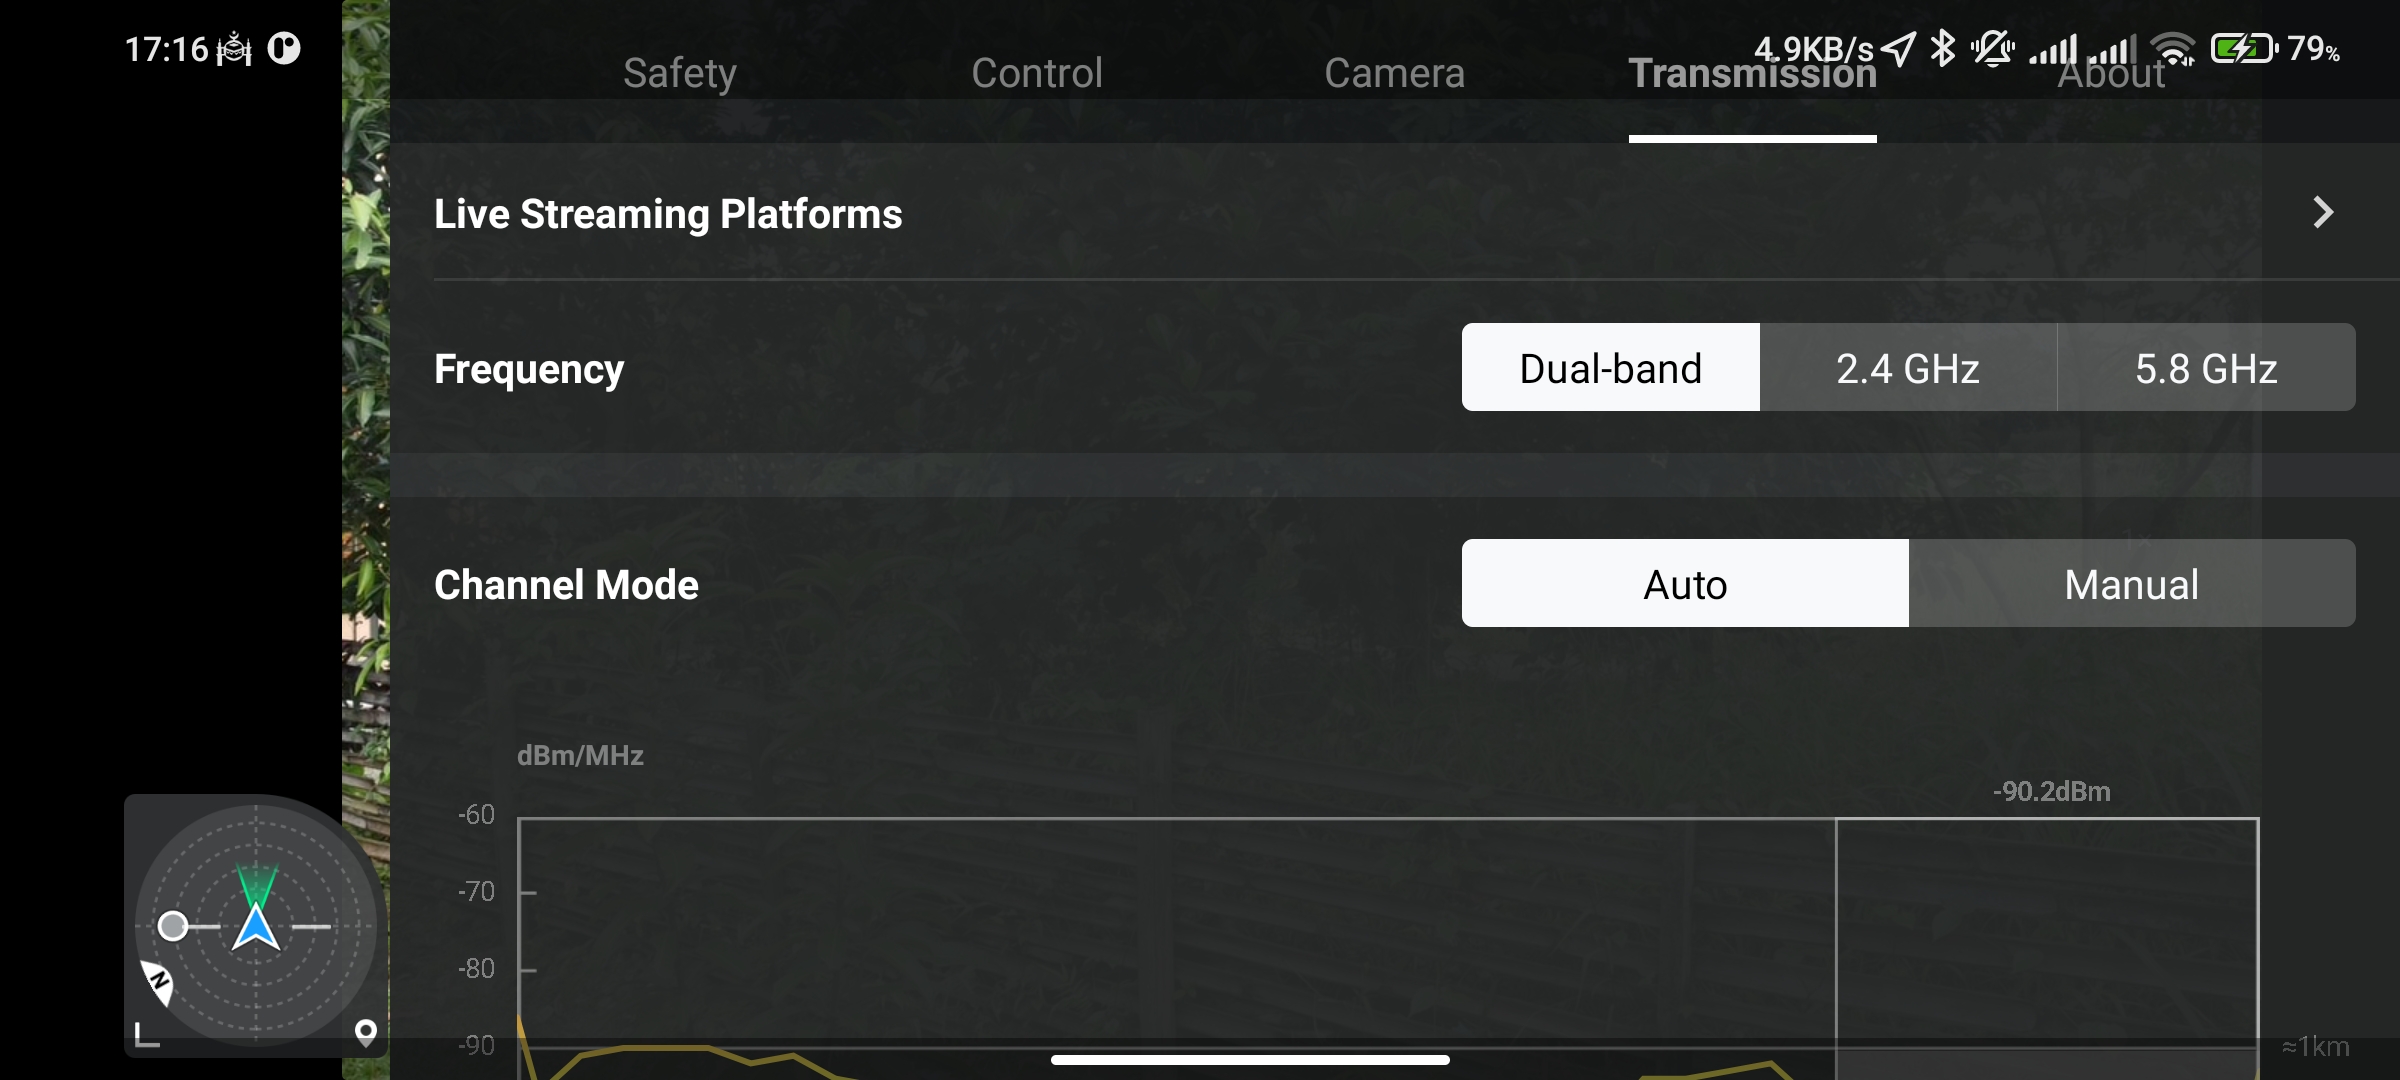 17:16
4.9KB/s
79%
Safety
Control
Camera
Transmission
About
Live Streaming Platforms
Frequency
Dual-band
2.4 GHz
5.8 GHz
Channel Mode
Auto
Manual
dBm/MHz
-90.2dBm
-60
-70
-80
-90
≈1km
N
1×